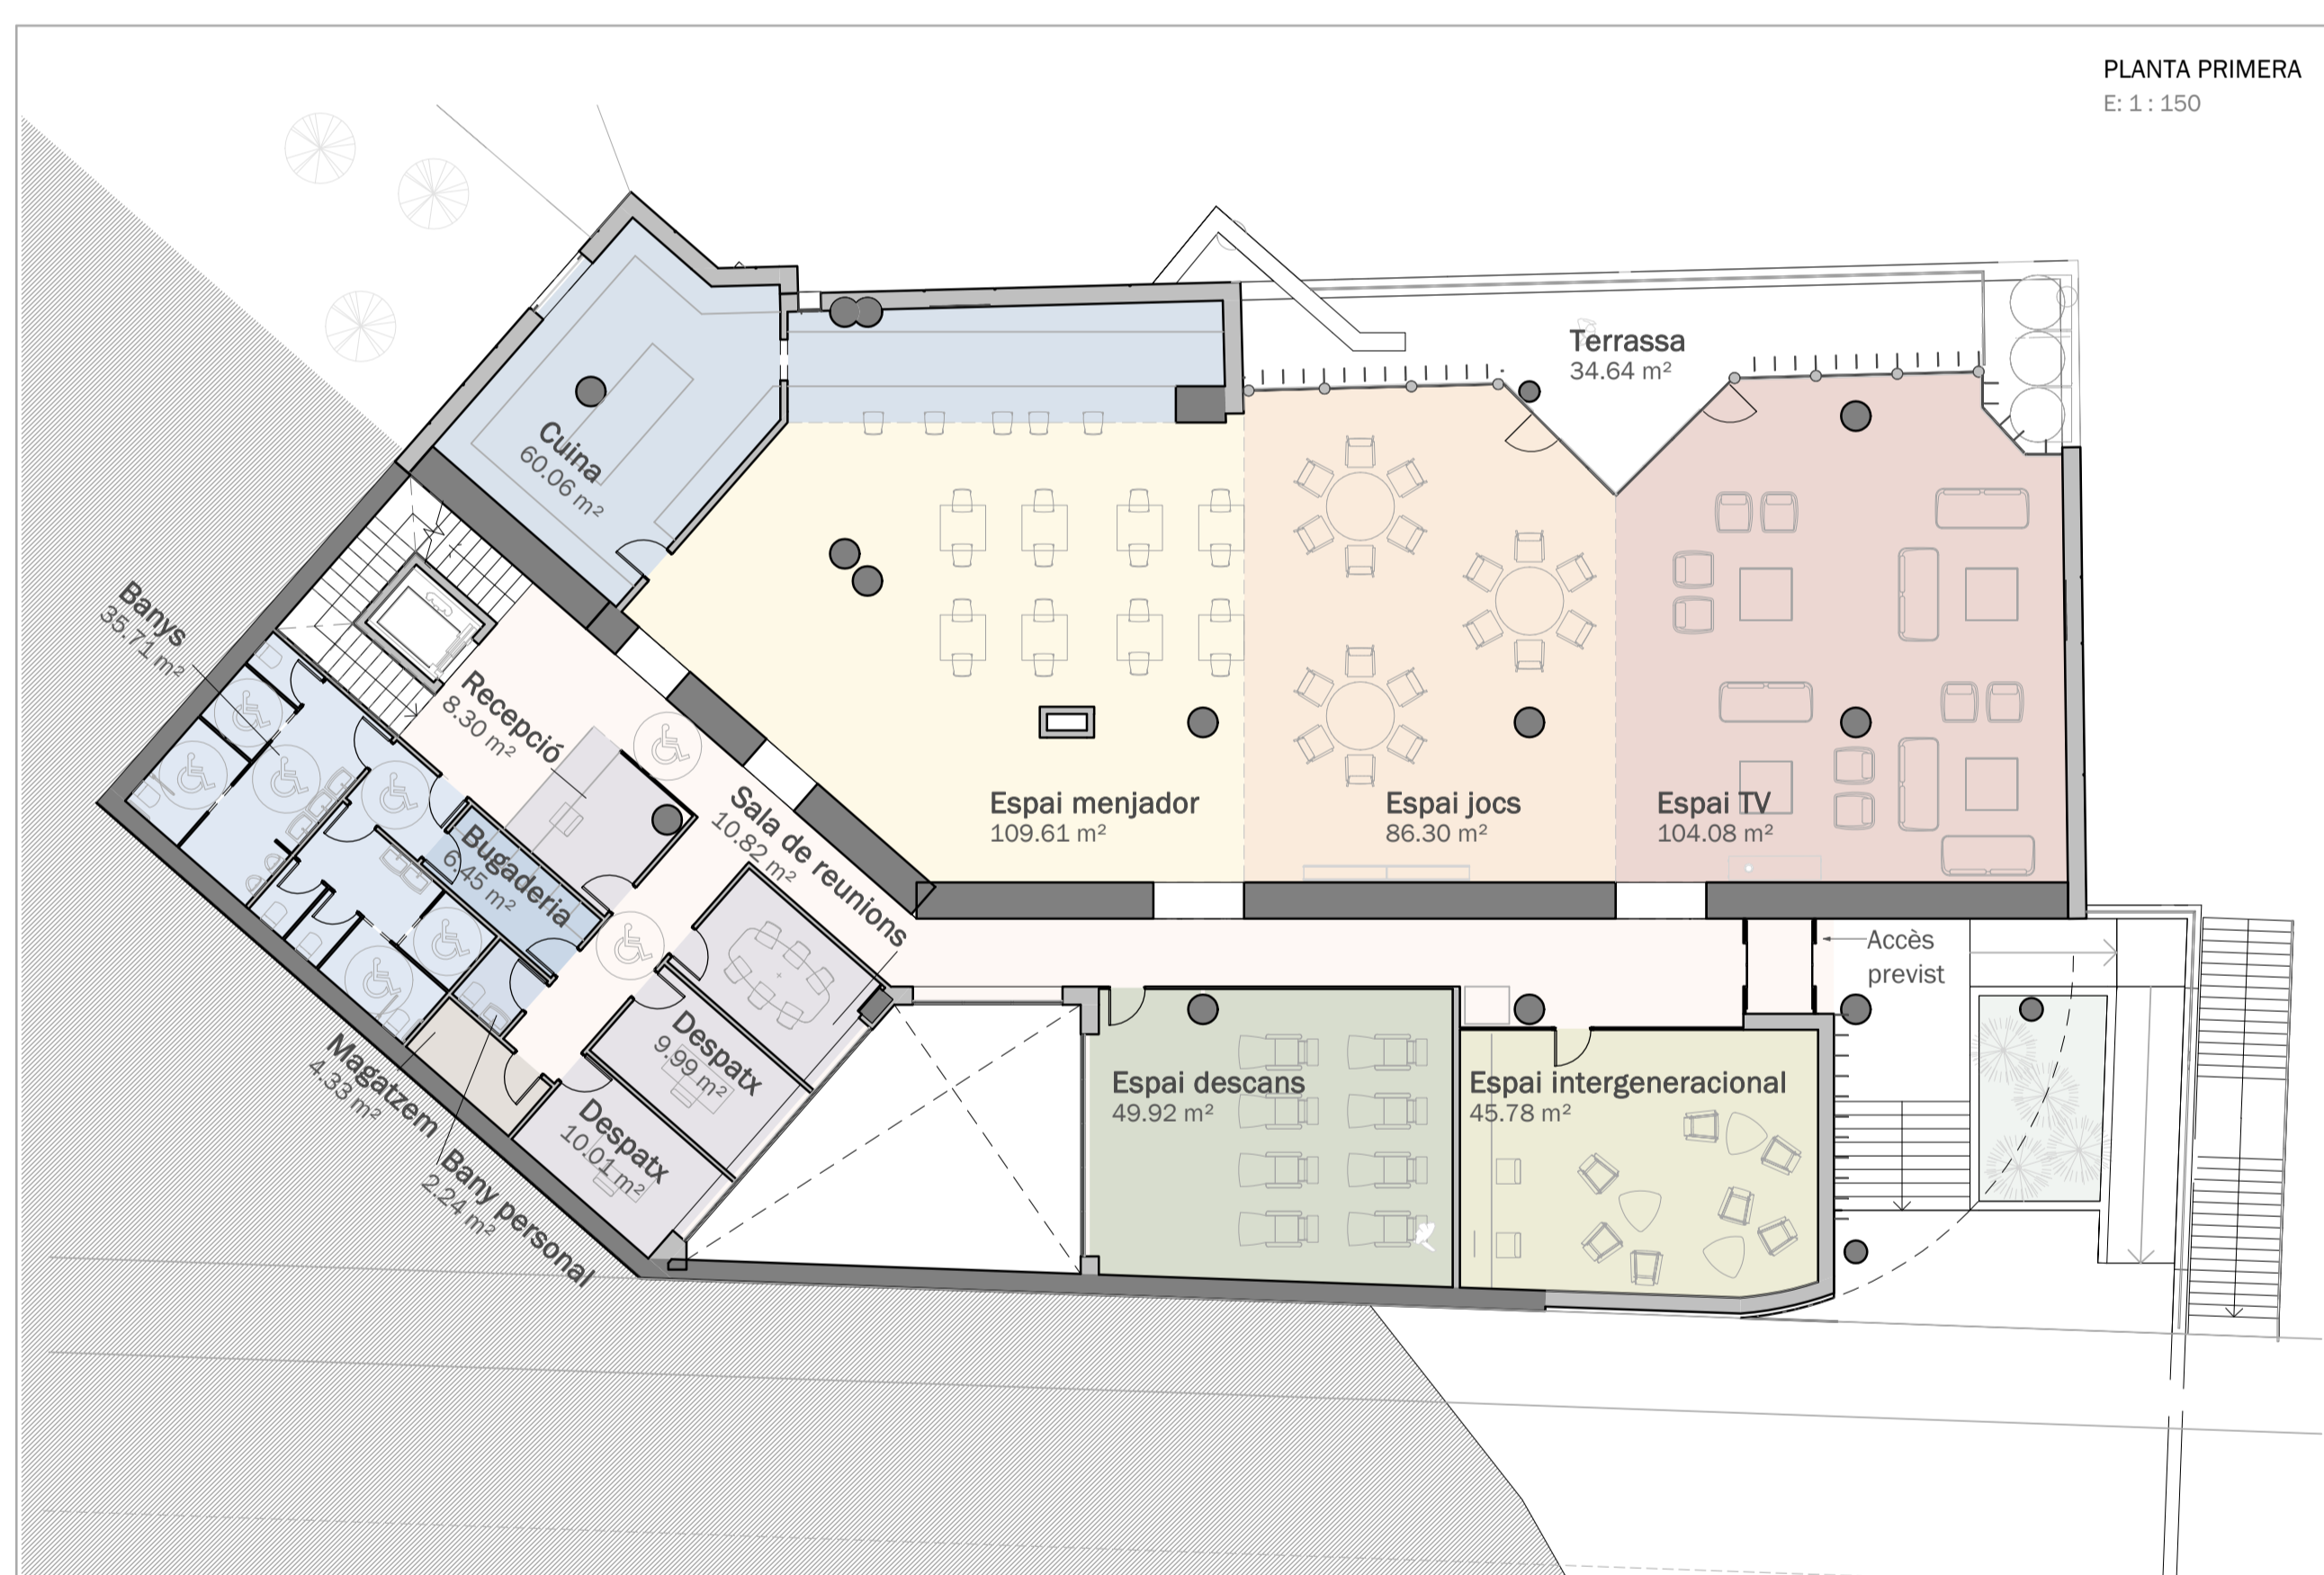 PLANTA PRIMERA
E: 1 : 150
Terrassa
34.64 m²
Cuina
60.06 m²
Banys
35.71 m²
Recepció
8.30 m²
Sala de reunions
10.82 m²
Espai menjador
109.61 m²
Espai jocs
86.30 m²
Espai TV
104.08 m²
Bugaderia
6.45 m²
Accès
previst
Despatx
9.99 m²
Magatzem
4.33 m²
Despatx
10.01 m²
Bany personal
2.24 m²
Espai descans
49.92 m²
Espai intergeneracional
45.78 m²